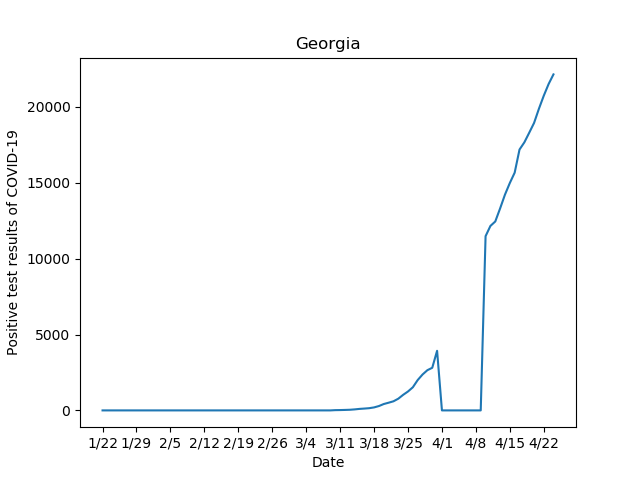 Georgia
Positive test results of COVID-19
20000
15000
10000
5000
0
1/22 1/29 2/5 2/12 2/19 2/26 3/4 3/11 3/18 3/25 4/1 4/8 4/15 4/22
Date